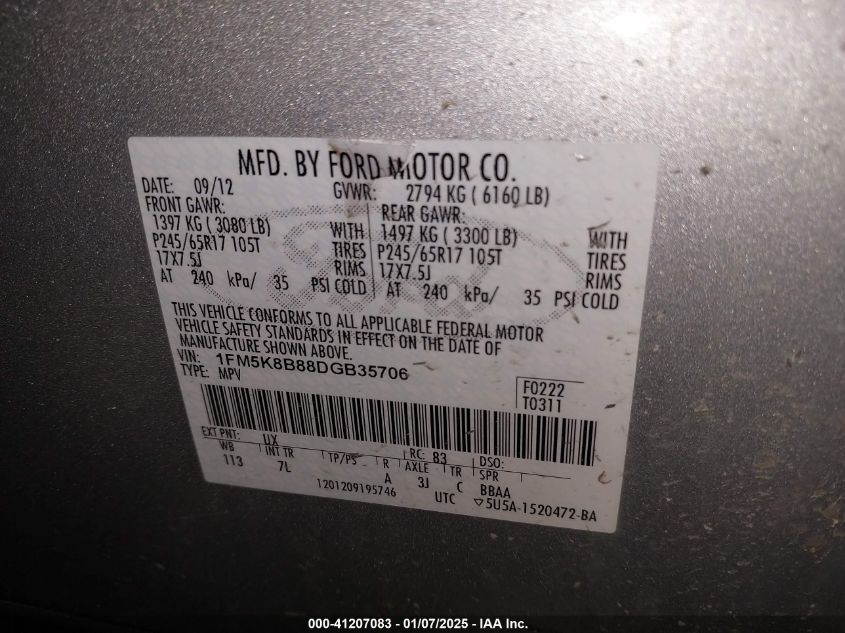 MFD. BY FORD MOTOR CO.
DATE: 09/12 GVWR: 2794 KG ( 6160 LB)
FRONT GAWR: REAR GAWR:
1397 KG ( 3080 LB) WITH 1497 KG ( 3300 LB) WITH
P245/65R17 105T TIRES P245/65R17 105T TIRES
17X7.5J RIMS 17X7.5J RIMS
AT 240 kPa/ 35 PSI COLD AT 240 kPa/ 35 PSI COLD
THIS VEHICLE CONFORMS TO ALL APPLICABLE FEDERAL MOTOR
VEHICLE SAFETY STANDARDS IN EFFECT ON THE DATE OF
MANUFACTURE SHOWN ABOVE.
VIN: 1FM5K8B88DGB35706
TYPE: MPV
F0222
T0311
EXT PNT: UX RC: 83 DSO:
WB INT TR TP/PS R AXLE TR SPR
113 7L A 3J C BBAA
1201209195746 UTC ▽5U5A-1520472-BA
Ford
000-41207083 - 01/07/2025 - IAA Inc.